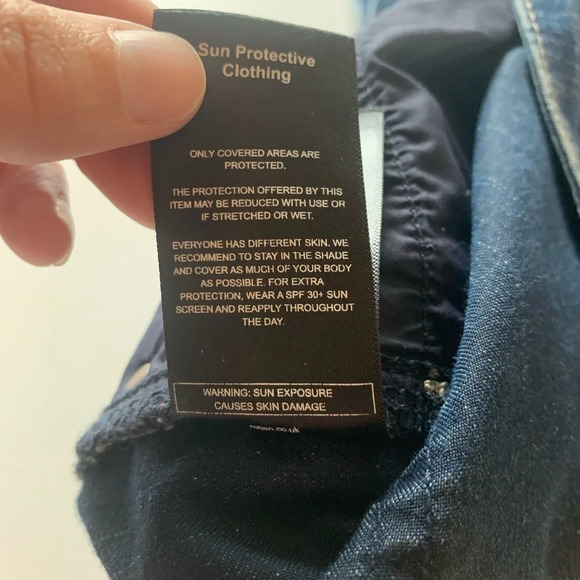 Sun Protective
Clothing
ONLY COVERED AREAS ARE
PROTECTED.
THE PROTECTION OFFERED BY THIS
ITEM MAY BE REDUCED WITH USE OR
IF STRETCHED OR WET.
EVERYONE HAS DIFFERENT SKIN. WE
RECOMMEND TO STAY IN THE SHADE
AND COVER AS MUCH OF YOUR BODY
AS POSSIBLE. FOR EXTRA
PROTECTION, WEAR A SPF 30+ SUN
SCREEN AND REAPPLY THROUGHOUT
THE DAY.
WARNING: SUN EXPOSURE
CAUSES SKIN DAMAGE
rohan.co.uk